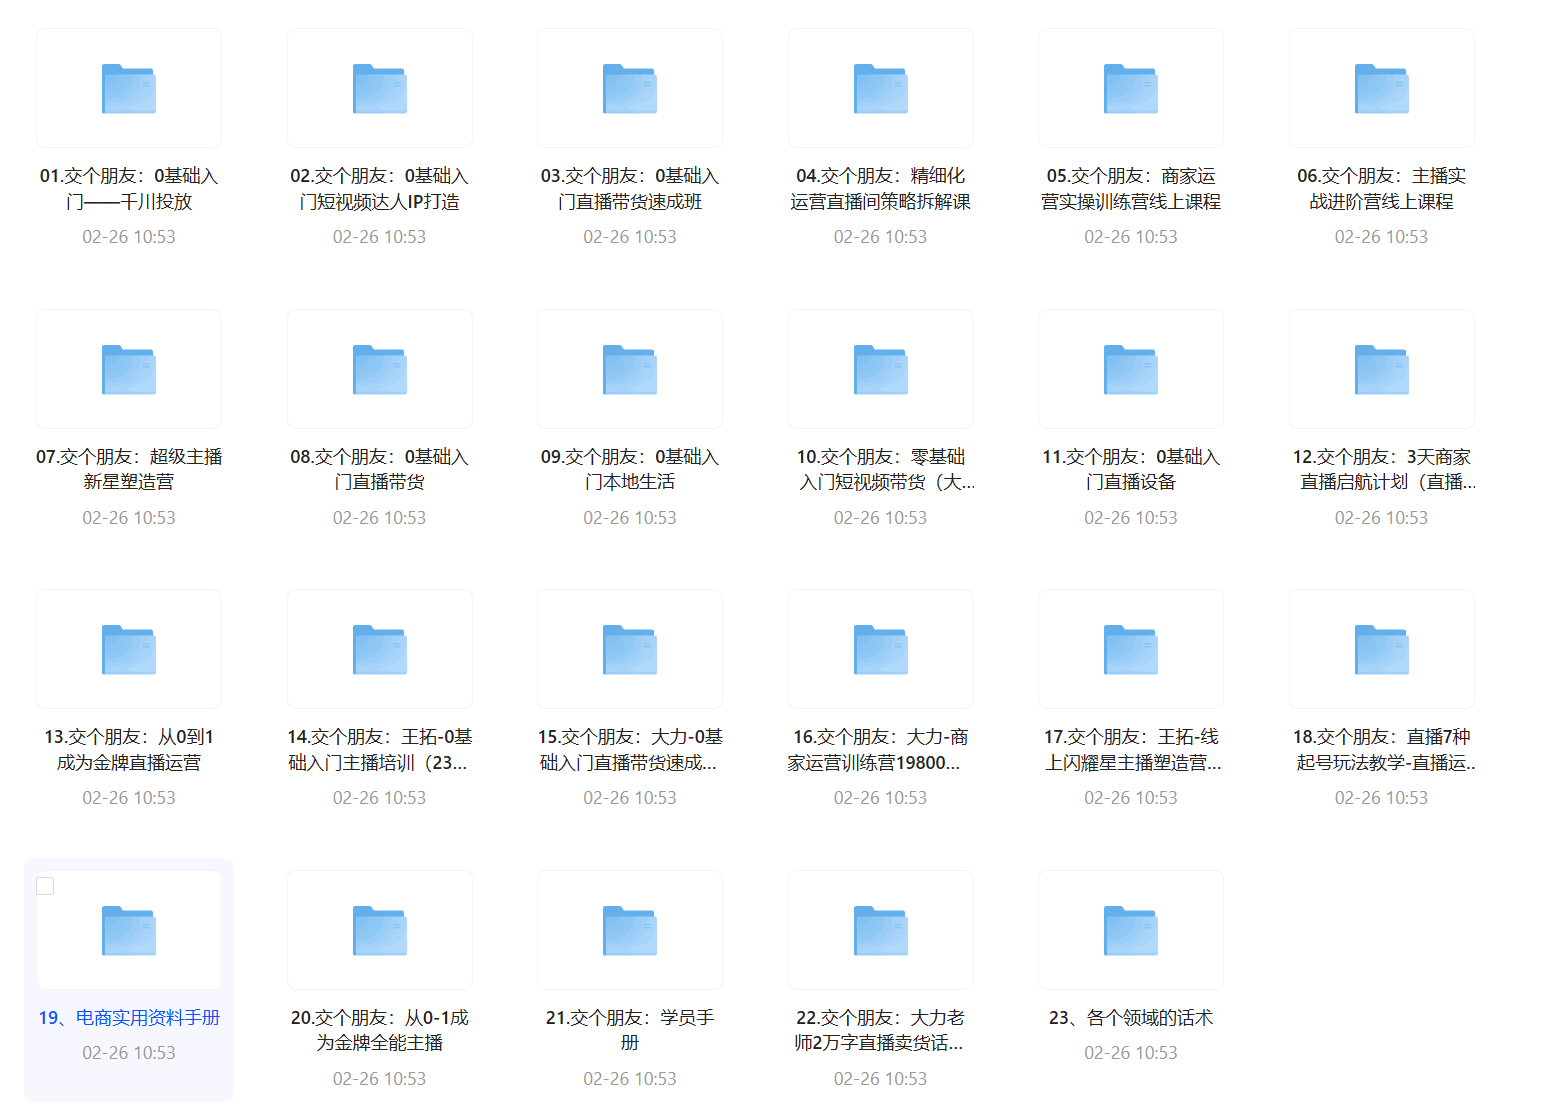 01.交个朋友：0基础入
门——千川投放
02-26 10:53
02.交个朋友：0基础入
门短视频达人IP打造
02-26 10:53
03.交个朋友：0基础入
门直播带货速成班
02-26 10:53
04.交个朋友：精细化
运营直播间策略拆解课
02-26 10:53
05.交个朋友：商家运
营实操训练营线上课程
02-26 10:53
06.交个朋友：主播实
战进阶营线上课程
02-26 10:53
07.交个朋友：超级主播
新星塑造营
02-26 10:53
08.交个朋友：0基础入
门直播带货
02-26 10:53
09.交个朋友：0基础入
门本地生活
02-26 10:53
10.交个朋友：零基础
入门短视频带货（大...
02-26 10:53
11.交个朋友：0基础入
门直播设备
02-26 10:53
12.交个朋友：3天商家
直播启航计划（直播...
02-26 10:53
13.交个朋友：从0到1
成为金牌直播运营
02-26 10:53
14.交个朋友：王拓-0基
础入门主播培训（23...
02-26 10:53
15.交个朋友：大力-0基
础入门直播带货速成...
02-26 10:53
16.交个朋友：大力-商
家运营训练营19800...
02-26 10:53
17.交个朋友：王拓-线
上闪耀星主播塑造营...
02-26 10:53
18.交个朋友：直播7种
起号玩法教学-直播运...
02-26 10:53
19、电商实用资料手册
02-26 10:53
20.交个朋友：从0-1成
为金牌全能主播
02-26 10:53
21.交个朋友：学员手
册
02-26 10:53
22.交个朋友：大力老
师2万字直播卖货话...
02-26 10:53
23、各个领域的话术
02-26 10:53